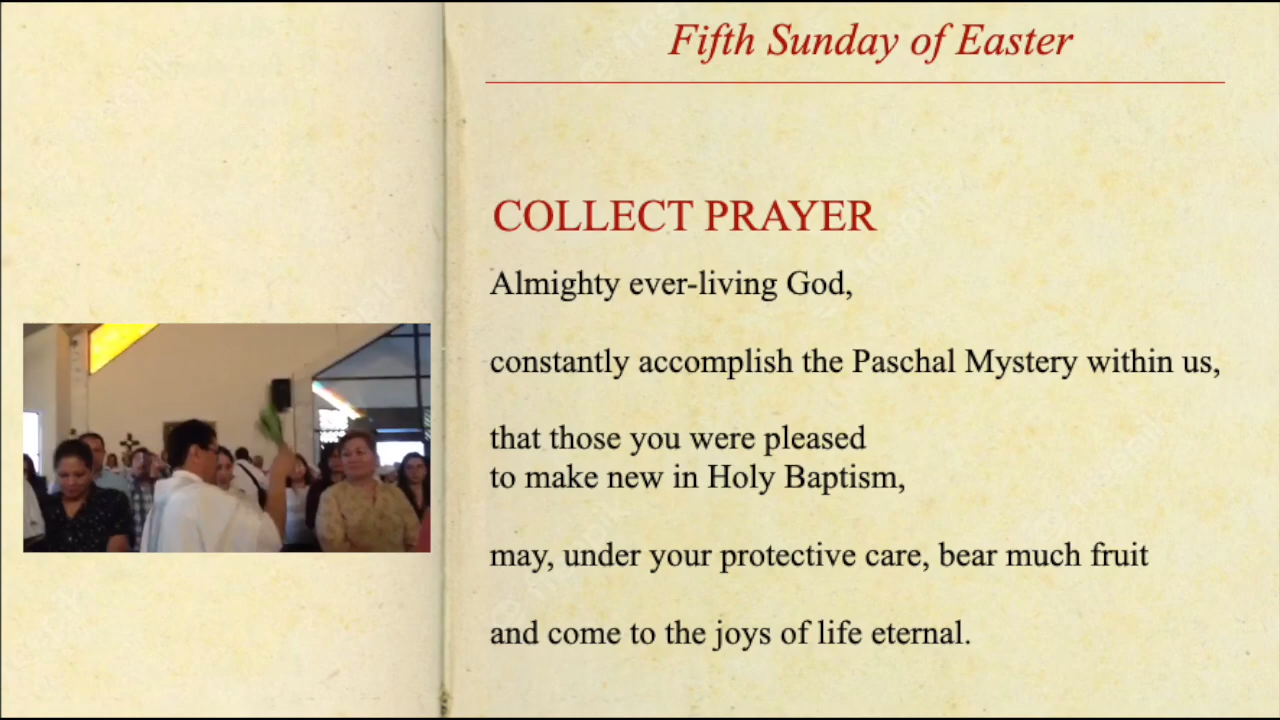 Fifth Sunday of Easter
COLLECT PRAYER
Almighty ever-living God,
constantly accomplish the Paschal Mystery within us,
that those you were pleased
to make new in Holy Baptism,
may, under your protective care, bear much fruit
and come to the joys of life eternal.